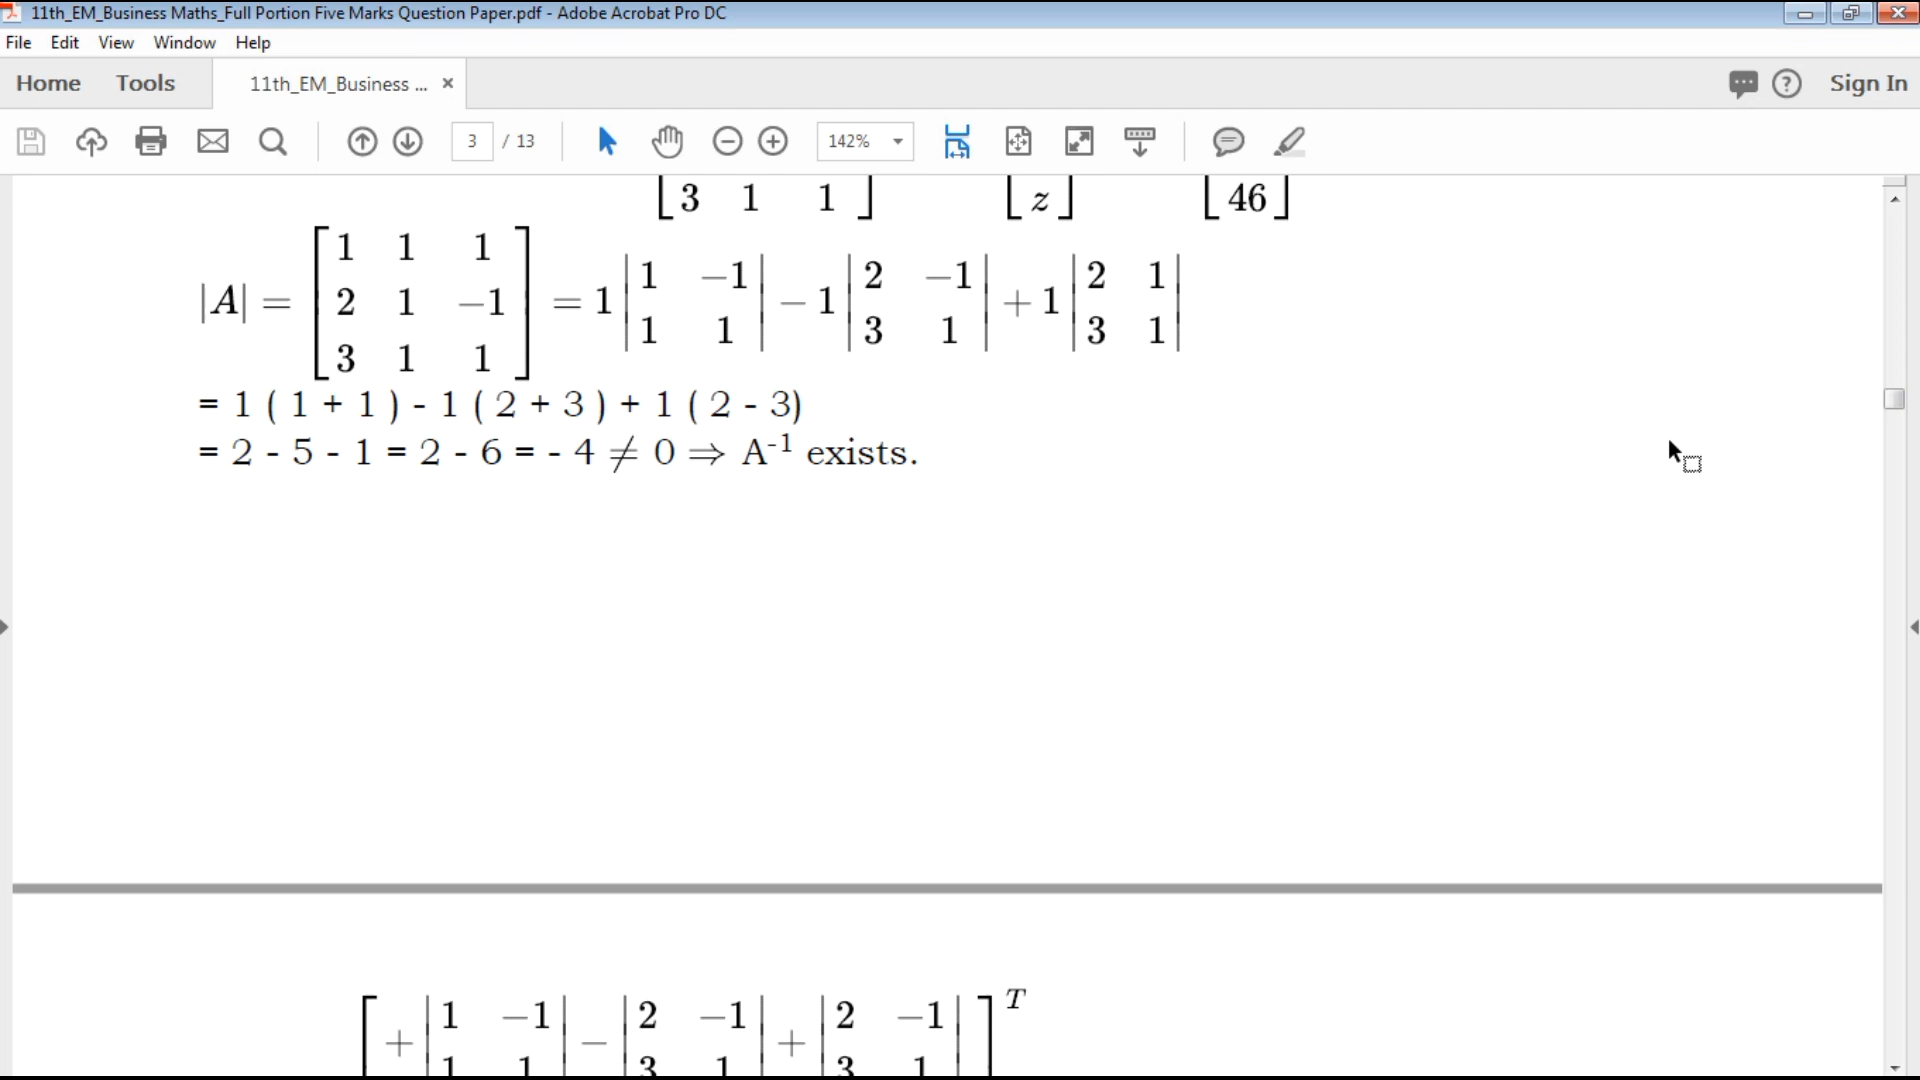 11th_EM_Business Maths_Full Portion Five Marks Question Paper.pdf - Adobe Acrobat Pro DC
File Edit View Window Help
Home Tools 11th_EM_Business ... × Sign In
3 / 13 142%
[3 1 1] [z] [46]
|A| = [1 1 1; 2 1 −1; 3 1 1] = 1 |1 −1; 1 1| − 1 |2 −1; 3 1| + 1 |2 1; 3 1|
= 1 ( 1 + 1 ) - 1 ( 2 + 3 ) + 1 ( 2 - 3)
= 2 - 5 - 1 = 2 - 6 = - 4 ≠ 0 ⇒ A⁻¹ exists.
[ + |1 −1; 1 1| − |2 −1; 3 1| + |2 −1; 3 1| ]ᵀ